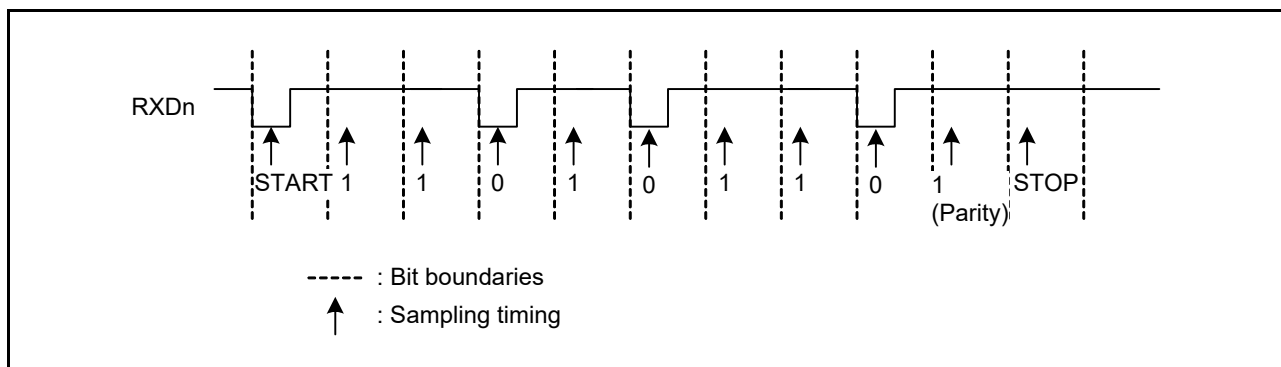 RXDn
START 1 1 0 1 0 1 1 0 1 STOP
(Parity)
: Bit boundaries
: Sampling timing